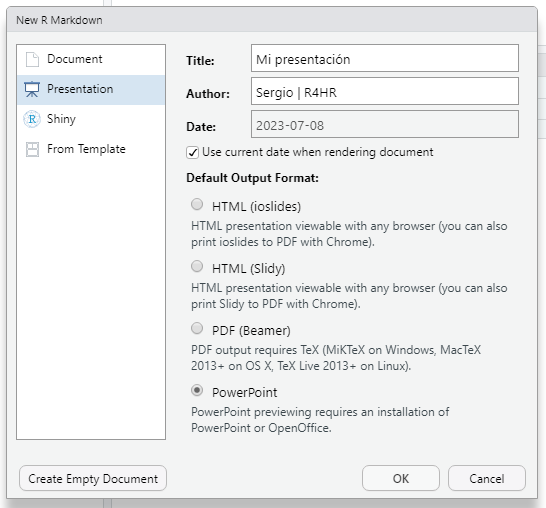 New R Markdown
Document
Presentation
Shiny
From Template
Title: Mi presentación
Author: Sergio | R4HR
Date: 2023-07-08
Use current date when rendering document
Default Output Format:
HTML (ioslides)
HTML presentation viewable with any browser (you can also
print ioslides to PDF with Chrome).
HTML (Slidy)
HTML presentation viewable with any browser (you can also
print Slidy to PDF with Chrome).
PDF (Beamer)
PDF output requires TeX (MiKTeX on Windows, MacTeX
2013+ on OS X, TeX Live 2013+ on Linux).
PowerPoint
PowerPoint previewing requires an installation of
PowerPoint or OpenOffice.
Create Empty Document
OK
Cancel